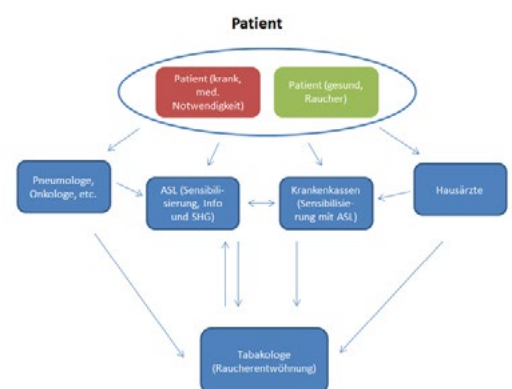 Patient
Patient (krank,
med.
Notwendigkeit)
Patient (gesund,
Raucher)
Pneumologe,
Onkologe, etc.
ASL (Sensibili-
sierung, Info
und SHG)
Krankenkassen
(Sensibilisie-
rung mit ASL)
Hausärzte
Tabakologe
(Raucherentwöhnung)